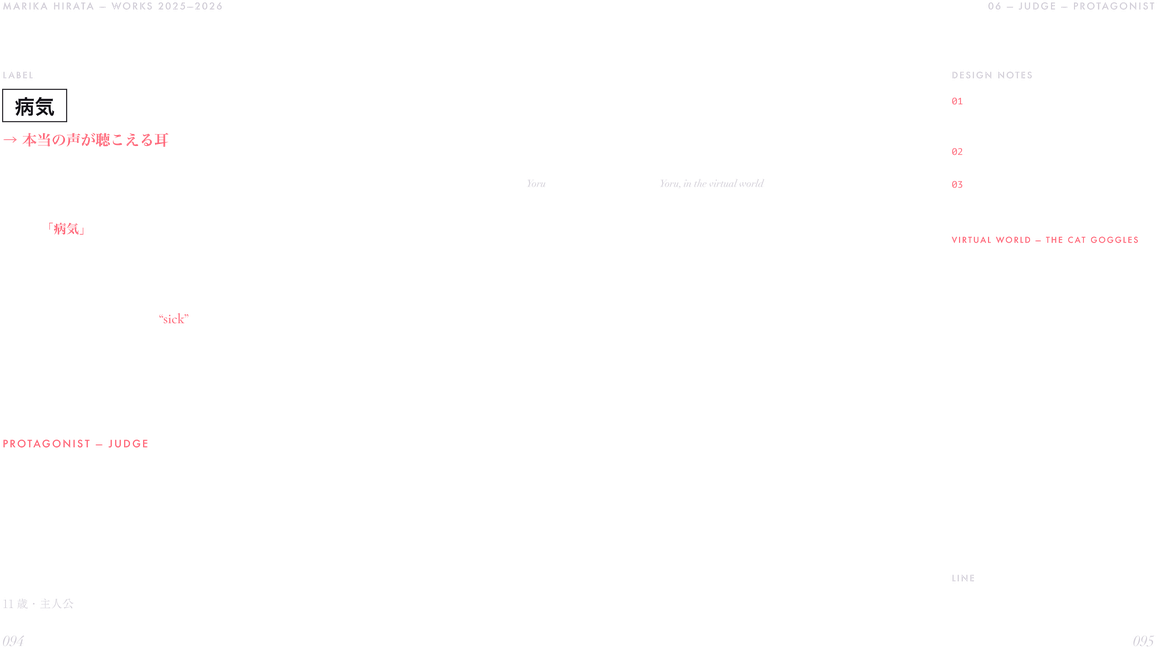 MARIKA HIRATA — WORKS 2025–2026
06 — JUDGE — PROTAGONIST
LABEL
病気
→ 本当の声が聴こえる耳
「病気」
“sick”
PROTAGONIST — JUDGE
11 歳・主人公
094
Yoru
Yoru, in the virtual world
DESIGN NOTES
01
02
03
VIRTUAL WORLD — THE CAT GOGGLES
LINE
095